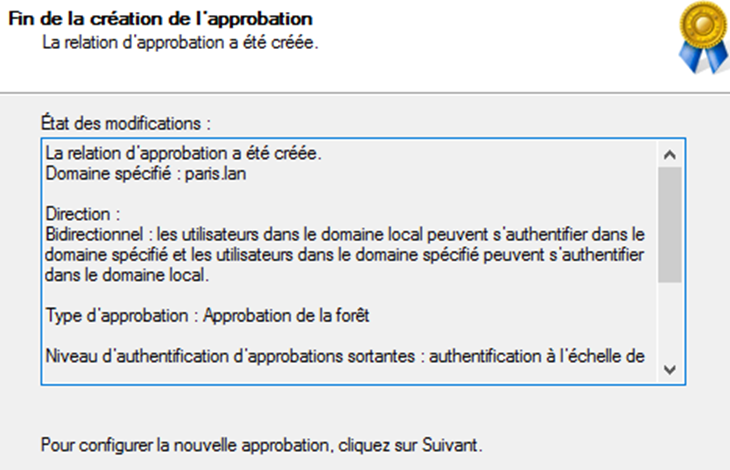 Fin de la création de l'approbation
La relation d'approbation a été créée.
État des modifications :
La relation d'approbation a été créée.
Domaine spécifié : paris.lan
Direction :
Bidirectionnel : les utilisateurs dans le domaine local peuvent s'authentifier dans le
domaine spécifié et les utilisateurs dans le domaine spécifié peuvent s'authentifier
dans le domaine local.
Type d'approbation : Approbation de la forêt
Niveau d'authentification d'approbations sortantes : authentification à l'échelle de
Pour configurer la nouvelle approbation, cliquez sur Suivant.